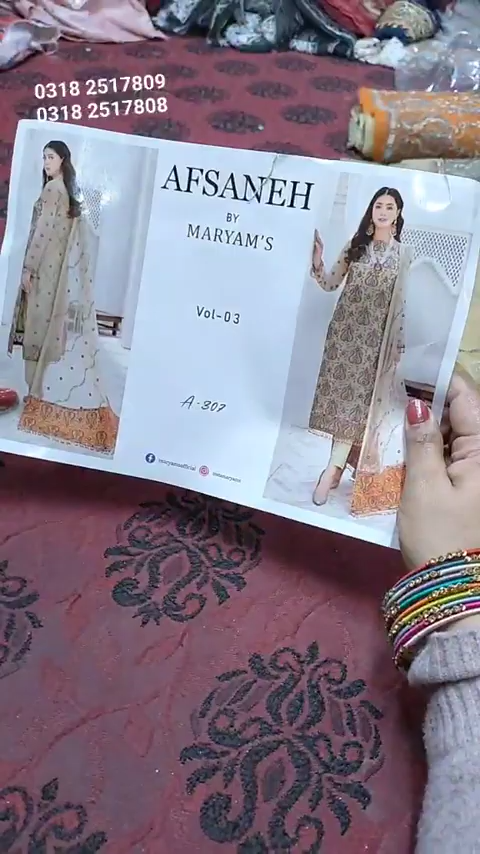 0318 2517809
0318 2517808
AFSANEH
BY
MARYAM'S
Vol-03
A-307